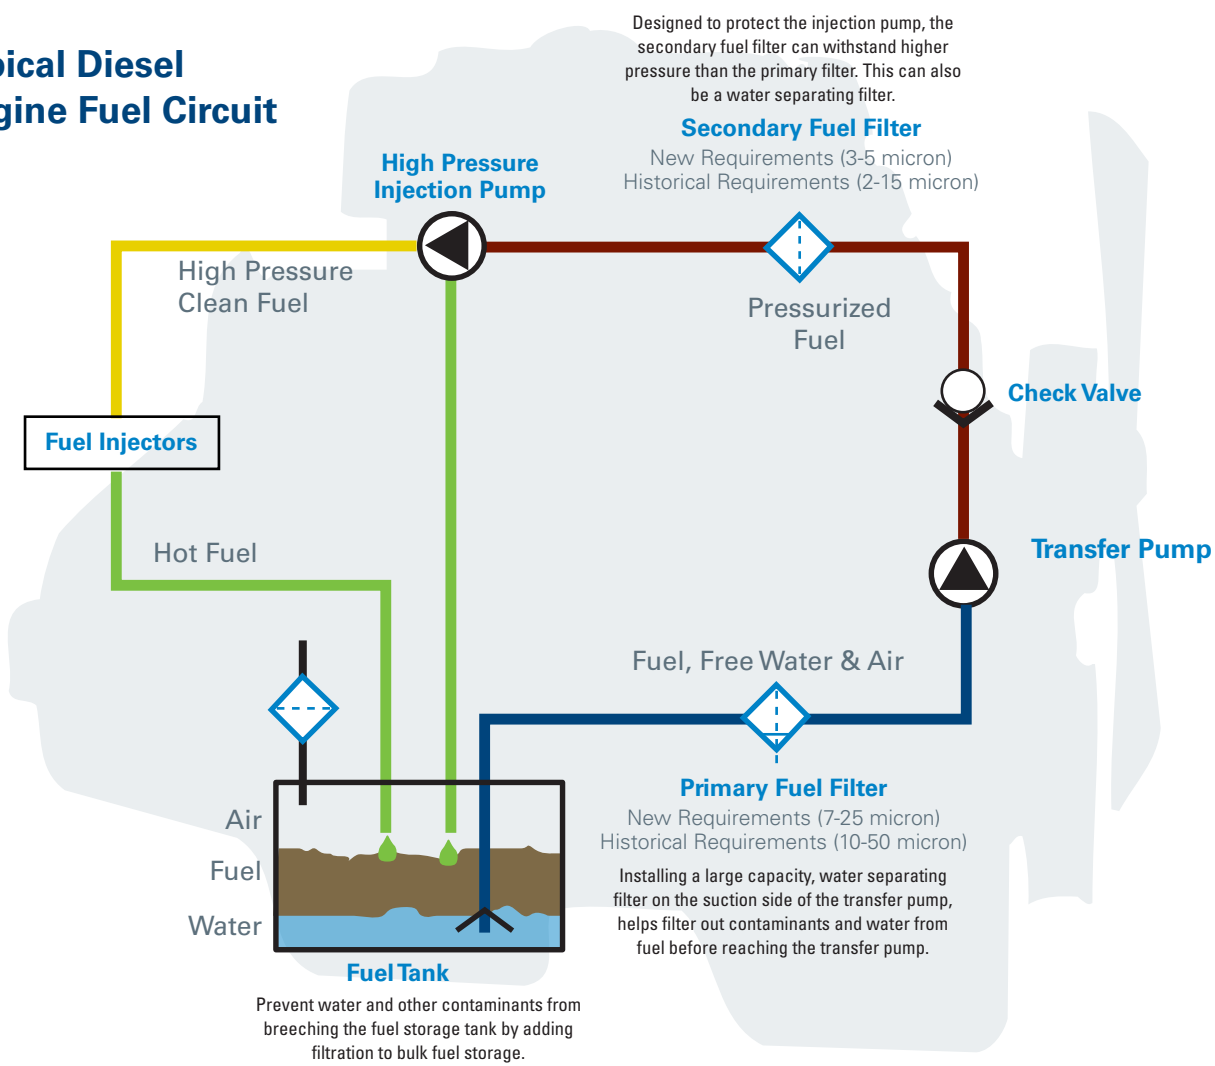 pical Diesel
gine Fuel Circuit
Designed to protect the injection pump, the
secondary fuel filter can withstand higher
pressure than the primary filter. This can also
be a water separating filter.
Secondary Fuel Filter
New Requirements (3-5 micron)
Historical Requirements (2-15 micron)
High Pressure
Injection Pump
High Pressure
Clean Fuel
Pressurized
Fuel
Check Valve
Fuel Injectors
Transfer Pump
Hot Fuel
Fuel, Free Water & Air
Primary Fuel Filter
New Requirements (7-25 micron)
Historical Requirements (10-50 micron)
Installing a large capacity, water separating
filter on the suction side of the transfer pump,
helps filter out contaminants and water from
fuel before reaching the transfer pump.
Air
Fuel
Water
Fuel Tank
Prevent water and other contaminants from
breeching the fuel storage tank by adding
filtration to bulk fuel storage.